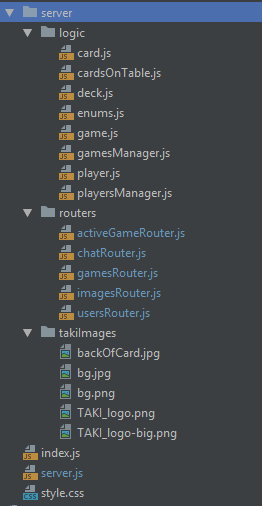 server
logic
card.js
cardsOnTable.js
deck.js
enums.js
game.js
gamesManager.js
player.js
playersManager.js
routers
activeGameRouter.js
chatRouter.js
gamesRouter.js
imagesRouter.js
usersRouter.js
takiImages
backOfCard.jpg
bg.jpg
bg.png
TAKI_logo.png
TAKI_logo-big.png
index.js
server.js
style.css